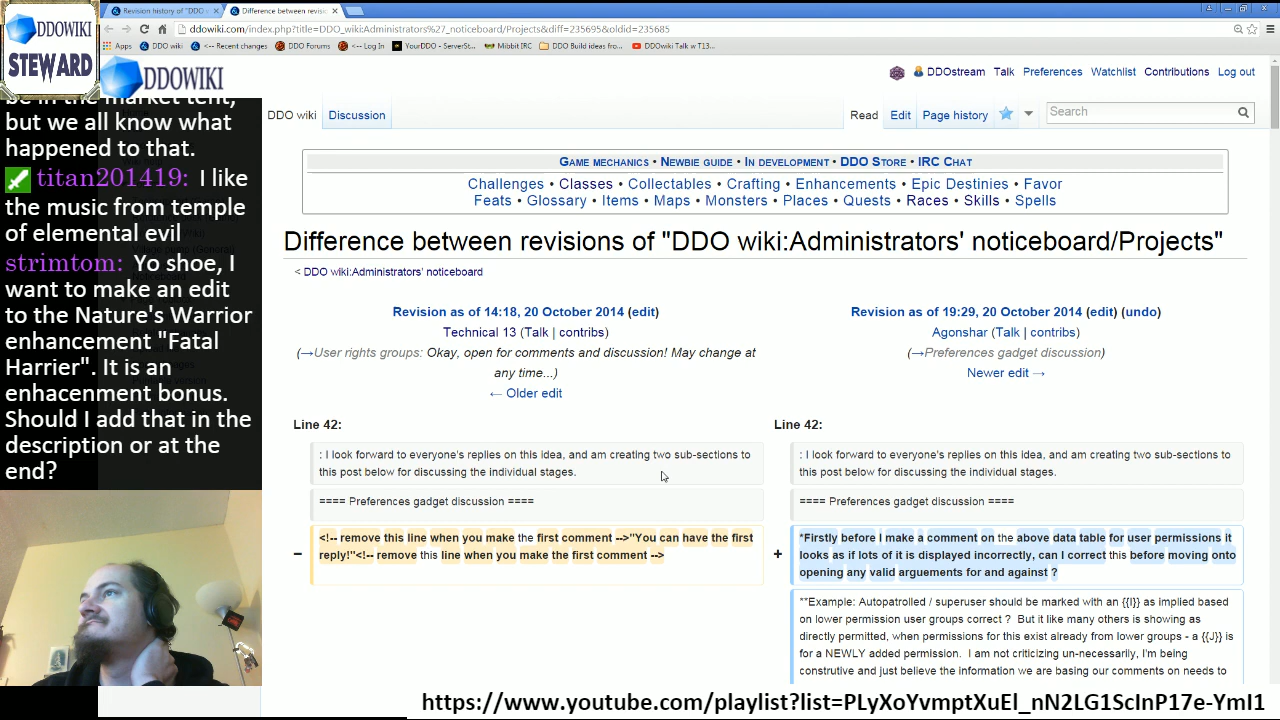 DDOWIKI
STEWARD
Revision history of "DDO v
Difference between revisio
ddowiki.com/index.php?title=DDO_wiki:Administrators%27_noticeboard/Projects&diff=235695&oldid=235685
Apps DDO wiki <-- Recent changes DDO Forums <-- Log In YourDDO - ServerSt... Mibbit IRC DDO Build ideas fro... DDOwiki Talk w T13...
DDOWIKI
DDOstream Talk Preferences Watchlist Contributions Log out
DDO wiki Discussion Read Edit Page history Search
be in the market tent,
but we all know what
happened to that.
titan201419: I like
the music from temple
of elemental evil
strimtom: Yo shoe, I
want to make an edit
to the Nature's Warrior
enhancement "Fatal
Harrier". It is an
enhacenment bonus.
Should I add that in the
description or at the
end?
Game mechanics • Newbie guide • In development • DDO Store • IRC Chat
Challenges • Classes • Collectables • Crafting • Enhancements • Epic Destinies • Favor
Feats • Glossary • Items • Maps • Monsters • Places • Quests • Races • Skills • Spells
Difference between revisions of "DDO wiki:Administrators' noticeboard/Projects"
< DDO wiki:Administrators' noticeboard
Revision as of 14:18, 20 October 2014 (edit)
Technical 13 (Talk | contribs)
(→User rights groups: Okay, open for comments and discussion! May change at
any time...)
← Older edit
Revision as of 19:29, 20 October 2014 (edit) (undo)
Agonshar (Talk | contribs)
(→Preferences gadget discussion)
Newer edit →
Line 42:
: I look forward to everyone's replies on this idea, and am creating two sub-sections to
this post below for discussing the individual stages.
==== Preferences gadget discussion ====
− <!-- remove this line when you make the first comment -->"You can have the first
reply!"<!-- remove this line when you make the first comment -->
Line 42:
: I look forward to everyone's replies on this idea, and am creating two sub-sections to
this post below for discussing the individual stages.
==== Preferences gadget discussion ====
+ *Firstly before I make a comment on the above data table for user permissions it
looks as if lots of it is displayed incorrectly, can I correct this before moving onto
opening any valid arguements for and against ?
**Example: Autopatrolled / superuser should be marked with an {{I}} as implied based
on lower permission user groups correct ? But it like many others is showing as
directly permitted, when permissions for this exist already from lower groups - a {{J}} is
for a NEWLY added permission. I am not criticizing un-necessarily, I'm being
construtive and just believe the information we are basing our comments on needs to
https://www.youtube.com/playlist?list=PLyXoYvmptXuEl_nN2LG1ScInP17e-YmI1